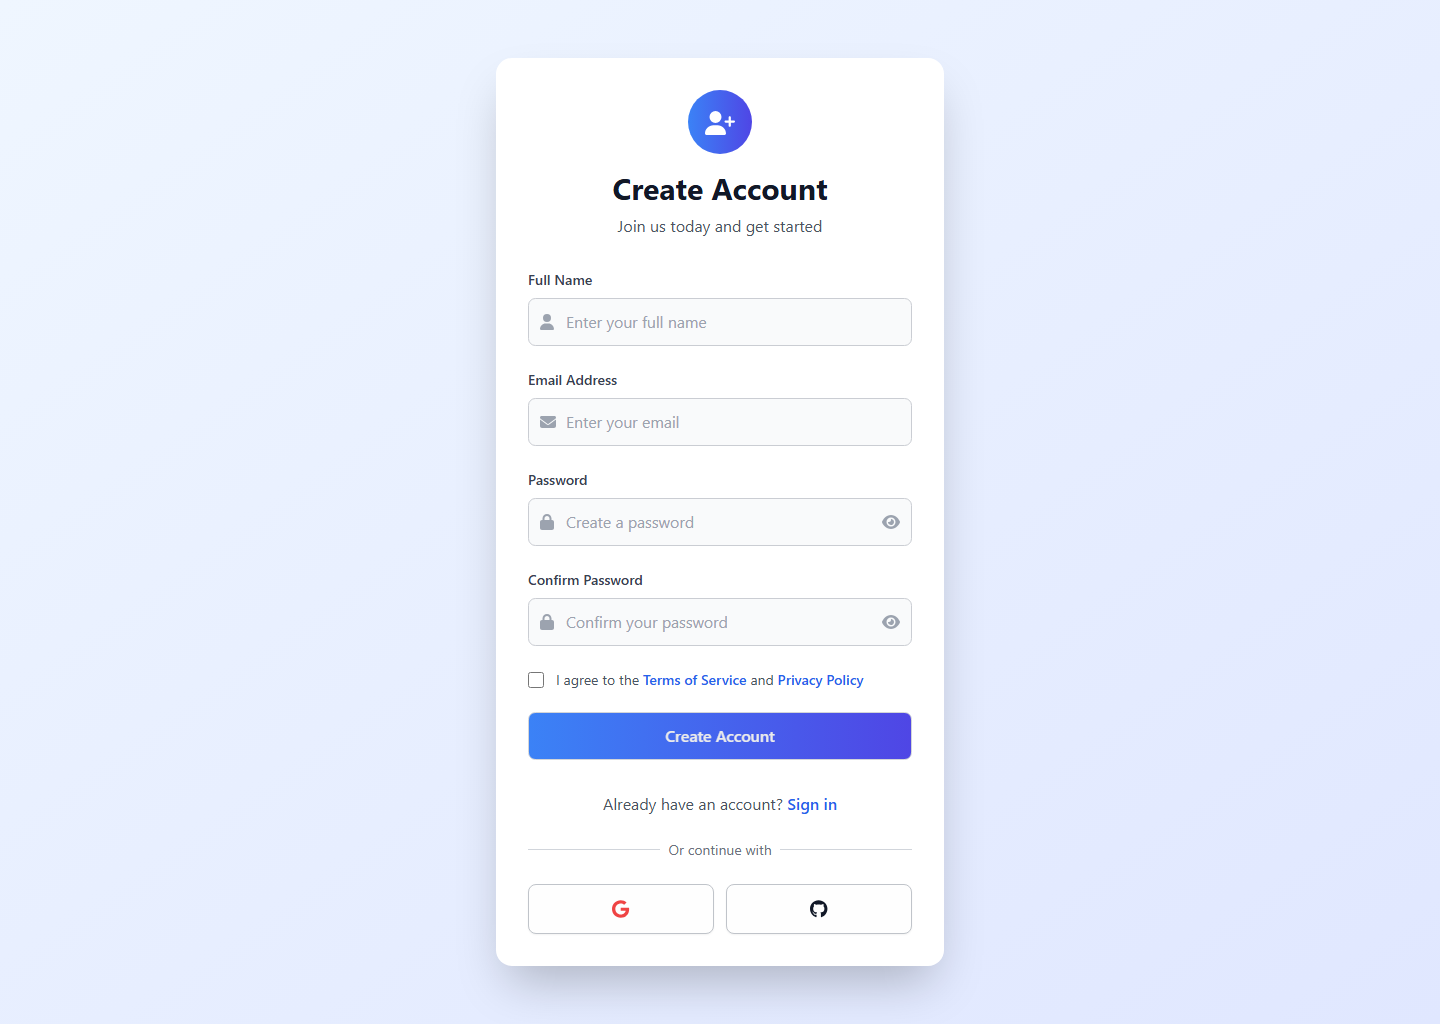 Create Account
Join us today and get started
Full Name
Enter your full name
Email Address
Enter your email
Password
Create a password
Confirm Password
Confirm your password
I agree to the Terms of Service and Privacy Policy
Create Account
Already have an account? Sign in
Or continue with